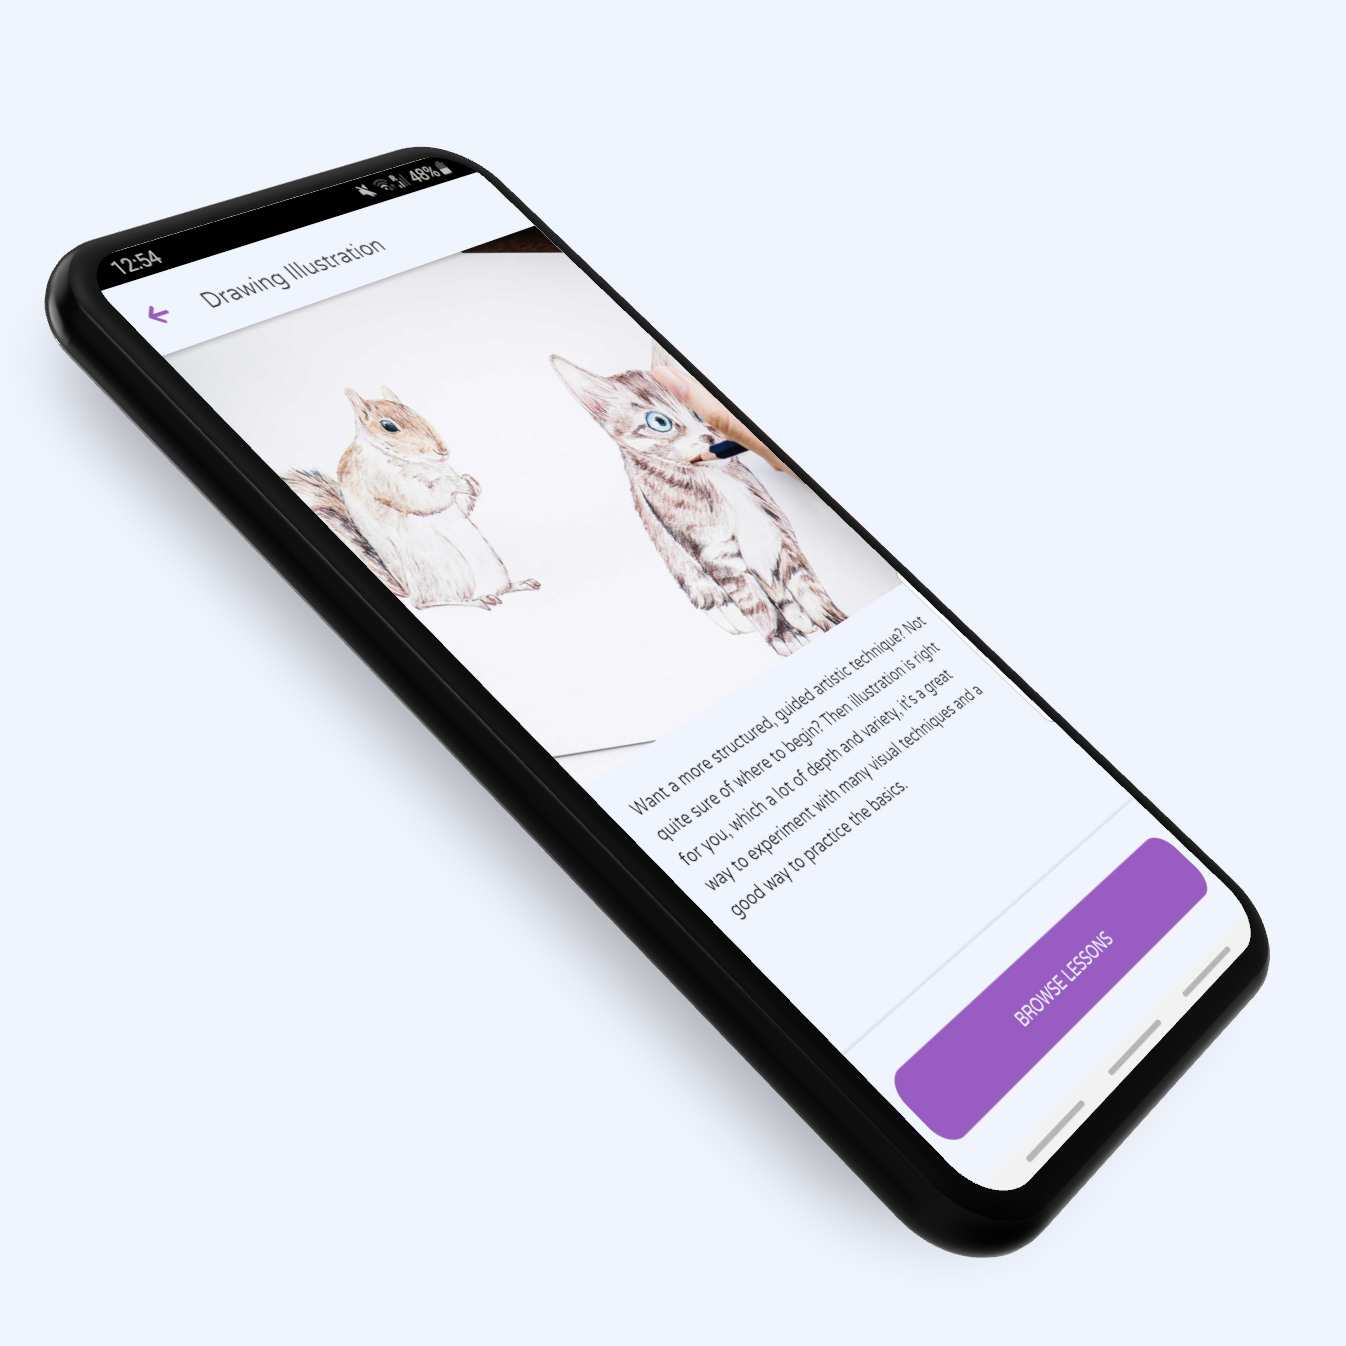 12:54 48%
Drawing Illustration
Want a more structured, guided artistic technique? Not
quite sure of where to begin? Then illustration is right
for you, which a lot of depth and variety, it's a great
way to experiment with many visual techniques and a
good way to practice the basics.
BROWSE LESSONS